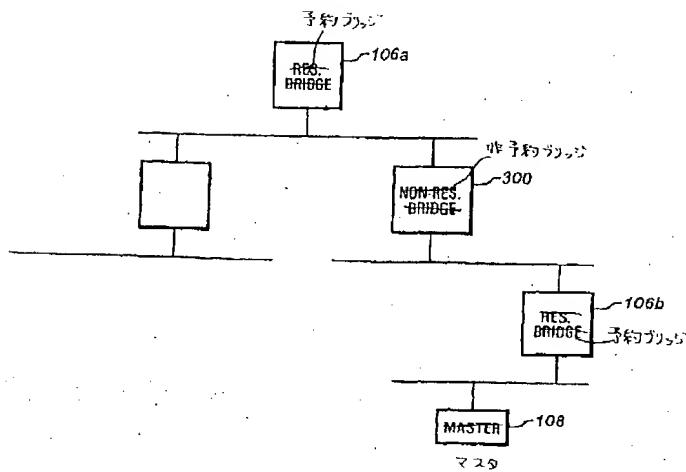 予約ブリッジ
106a
RES.
BRIDGE
非予約ブリッジ
300
NON-RES.
BRIDGE
106b
RES.
BRIDGE
予約ブリッジ
MASTER
108
マスタ